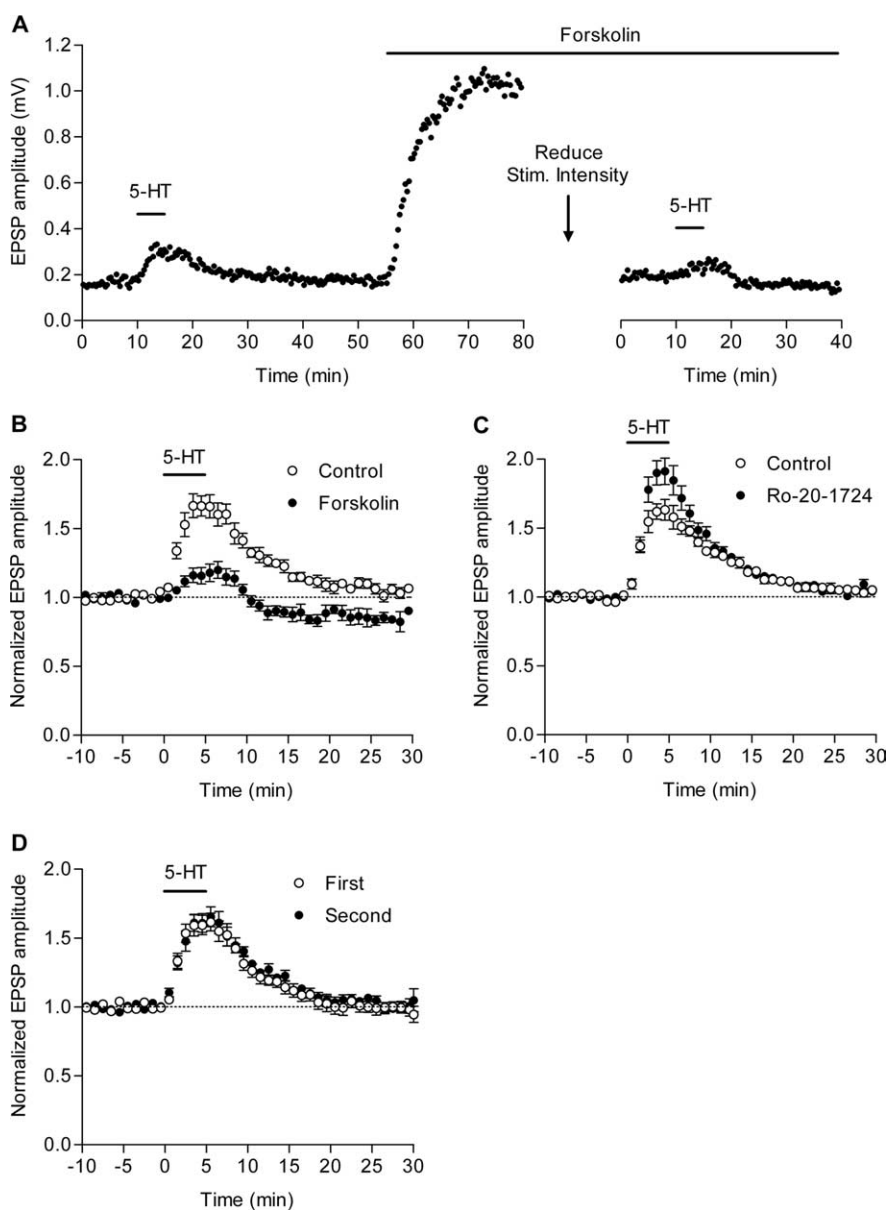 A
Forskolin
1.2
1.0
0.8
0.6
0.4
0.2
0.0
EPSP amplitude (mV)
5-HT
Reduce
Stim. Intensity
5-HT
0 10 20 30 40 50 60 70 80
0 10 20 30 40
Time (min)
Time (min)
B
5-HT
Control
Forskolin
2.0
1.5
1.0
0.5
0.0
Normalized EPSP amplitude
-10 -5 0 5 10 15 20 25 30
Time (min)
C
5-HT
Control
Ro-20-1724
2.0
1.5
1.0
0.5
0.0
Normalized EPSP amplitude
-10 -5 0 5 10 15 20 25 30
Time (min)
D
5-HT
First
Second
2.0
1.5
1.0
0.5
0.0
Normalized EPSP amplitude
-10 -5 0 5 10 15 20 25 30
Time (min)